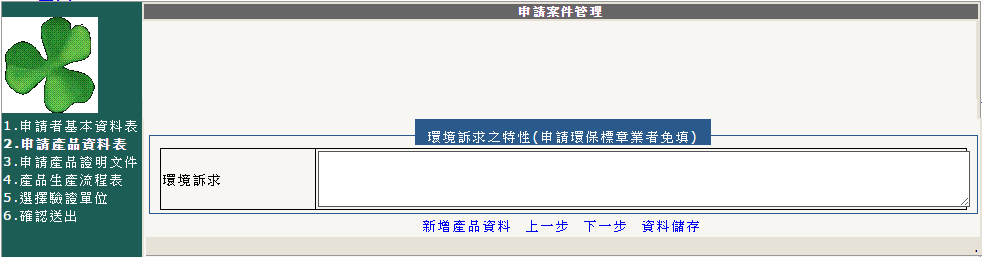 申請案件管理
1.申請者基本資料表
2.申請產品資料表
3.申請產品證明文件
4.產品生產流程表
5.選擇驗證單位
6.確認送出
環境訴求之特性(申請環保標章業者免填)
環境訴求
新增產品資料 上一步 下一步 資料儲存